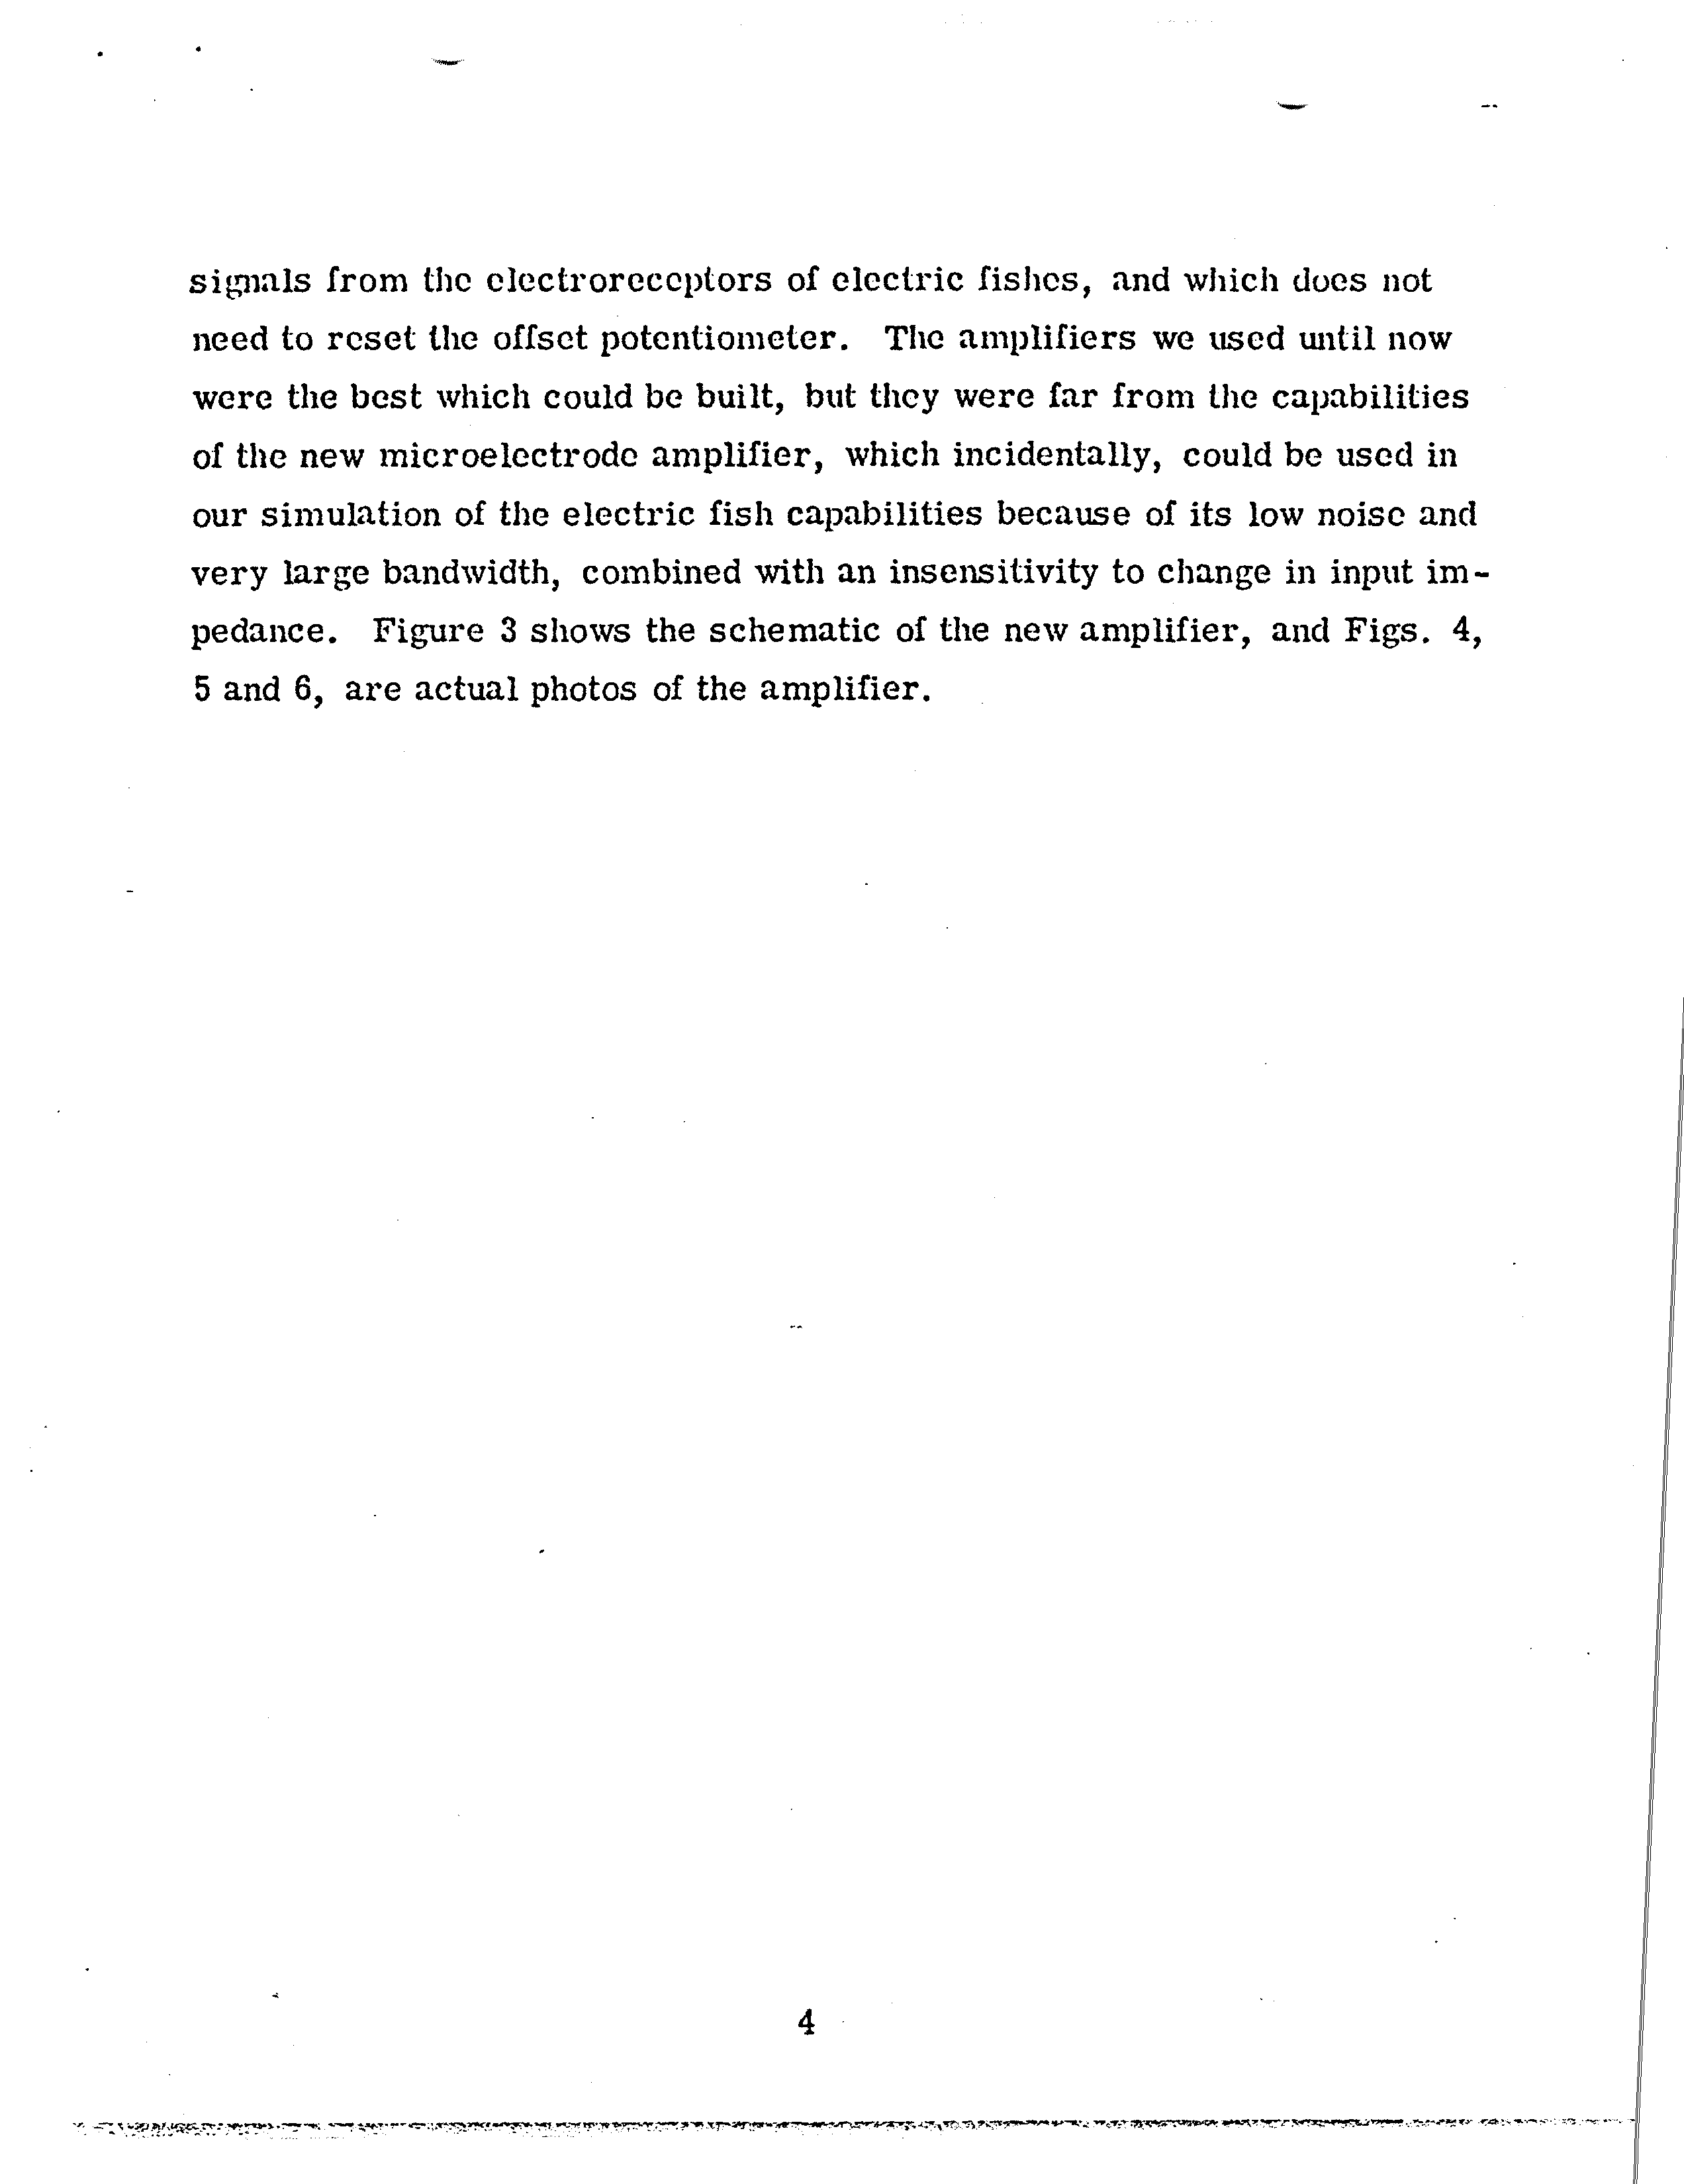 signals from the electroreceptors of electric fishes, and which does not
need to reset the offset potentiometer. The amplifiers we used until now
were the best which could be built, but they were far from the capabilities
of the new microelectrode amplifier, which incidentally, could be used in
our simulation of the electric fish capabilities because of its low noise and
very large bandwidth, combined with an insensitivity to change in input im-
pedance. Figure 3 shows the schematic of the new amplifier, and Figs. 4,
5 and 6, are actual photos of the amplifier.
4